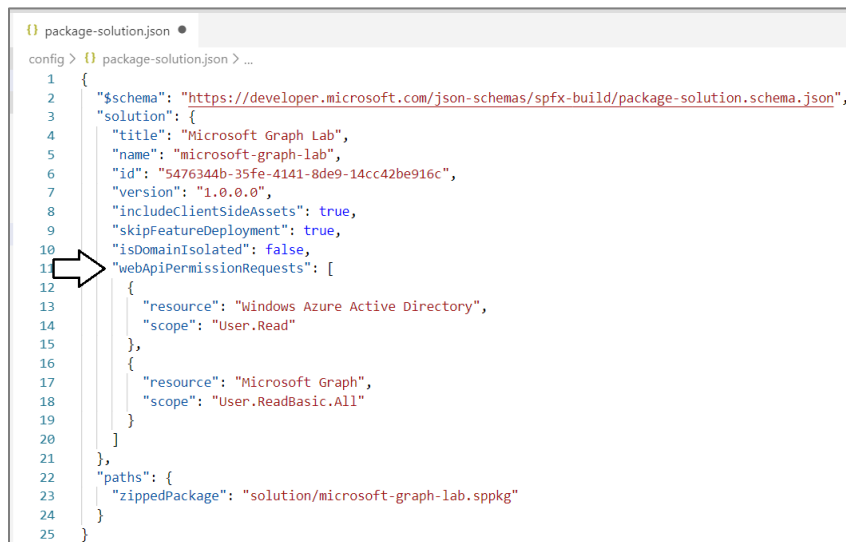 {} package-solution.json ●
config > {} package-solution.json > ...
1 {
2 "$schema": "https://developer.microsoft.com/json-schemas/spfx-build/package-solution.schema.json",
3 "solution": {
4 "title": "Microsoft Graph Lab",
5 "name": "microsoft-graph-lab",
6 "id": "5476344b-35fe-4141-8de9-14cc42be916c",
7 "version": "1.0.0.0",
8 "includeClientSideAssets": true,
9 "skipFeatureDeployment": true,
10 "isDomainIsolated": false,
11 "webApiPermissionRequests": [
12 {
13 "resource": "Windows Azure Active Directory",
14 "scope": "User.Read"
15 },
16 {
17 "resource": "Microsoft Graph",
18 "scope": "User.ReadBasic.All"
19 }
20 ]
21 },
22 "paths": {
23 "zippedPackage": "solution/microsoft-graph-lab.sppkg"
24 }
25 }